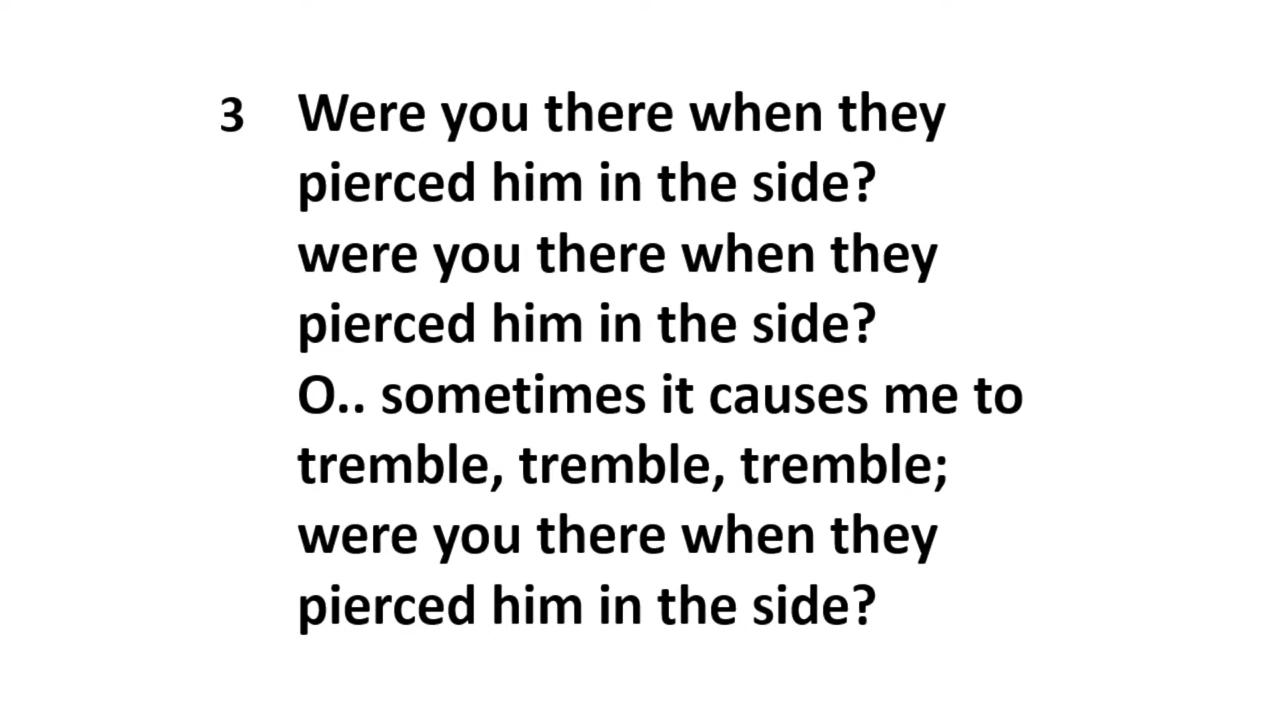 3 Were you there when they
pierced him in the side?
were you there when they
pierced him in the side?
O.. sometimes it causes me to
tremble, tremble, tremble;
were you there when they
pierced him in the side?